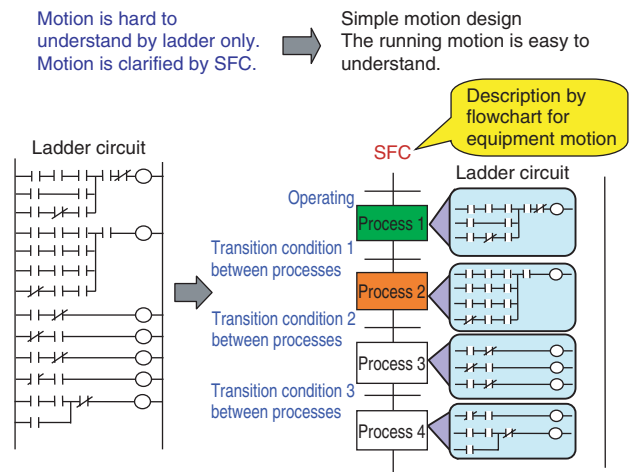 Motion is hard to
understand by ladder only.
Motion is clarified by SFC.
Simple motion design
The running motion is easy to
understand.
Description by
flowchart for
equipment motion
Ladder circuit
SFC
Ladder circuit
Operating
Process 1
Transition condition 1
between processes
Process 2
Transition condition 2
between processes
Process 3
Transition condition 3
between processes
Process 4